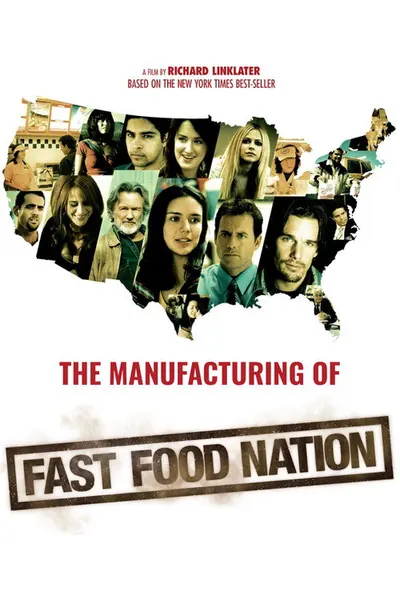 A FILM BY RICHARD LINKLATER
BASED ON THE NEW YORK TIMES BEST-SELLER
THE MANUFACTURING OF
FAST FOOD NATION